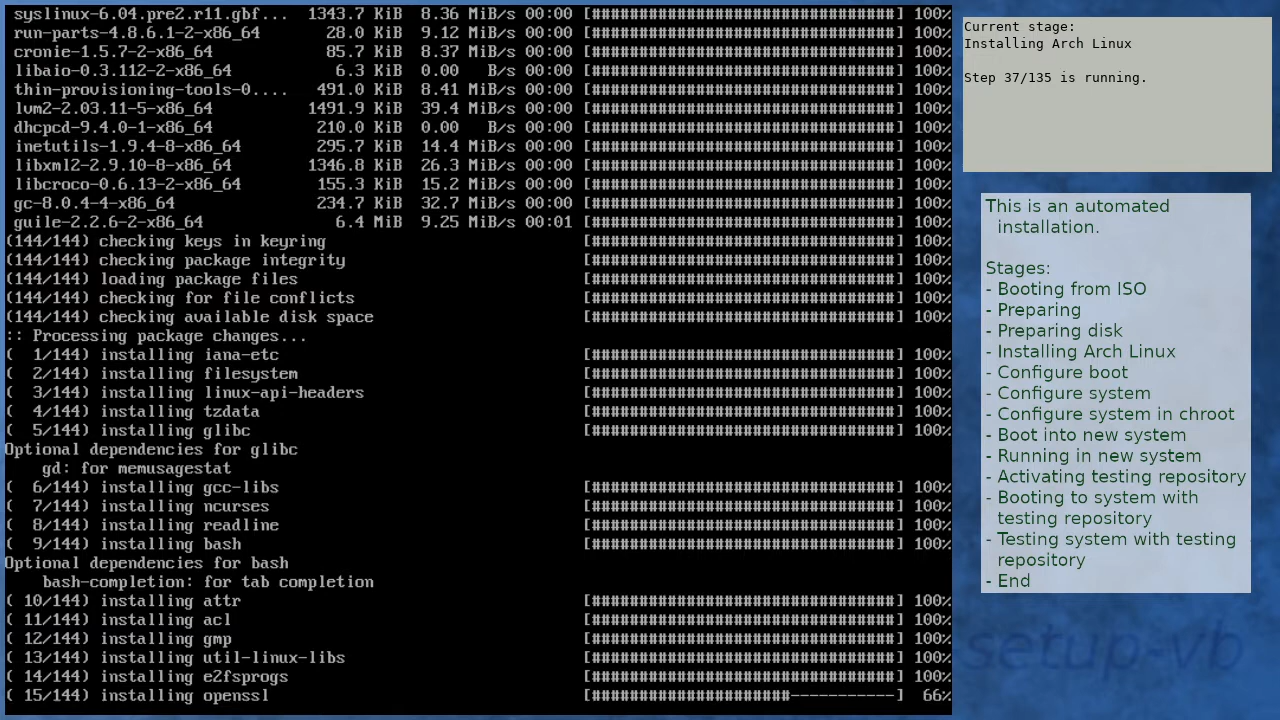 syslinux-6.04.pre2.r11.gbf... 1343.7 KiB 8.36 MiB/s 00:00 [################################] 100%
run-parts-4.8.6.1-2-x86_64 28.0 KiB 9.12 MiB/s 00:00 [################################] 100%
cronie-1.5.7-2-x86_64 85.7 KiB 8.37 MiB/s 00:00 [################################] 100%
libaio-0.3.112-2-x86_64 6.3 KiB 0.00 B/s 00:00 [################################] 100%
thin-provisioning-tools-0.... 491.0 KiB 8.41 MiB/s 00:00 [################################] 100%
lvm2-2.03.11-5-x86_64 1491.9 KiB 39.4 MiB/s 00:00 [################################] 100%
dhcpcd-9.4.0-1-x86_64 210.0 KiB 0.00 B/s 00:00 [################################] 100%
inetutils-1.9.4-8-x86_64 295.7 KiB 14.4 MiB/s 00:00 [################################] 100%
libxml2-2.9.10-8-x86_64 1346.8 KiB 26.3 MiB/s 00:00 [################################] 100%
libcroco-0.6.13-2-x86_64 155.3 KiB 15.2 MiB/s 00:00 [################################] 100%
gc-8.0.4-4-x86_64 234.7 KiB 32.7 MiB/s 00:00 [################################] 100%
guile-2.2.6-2-x86_64 6.4 MiB 9.25 MiB/s 00:01 [################################] 100%
(144/144) checking keys in keyring [################################] 100%
(144/144) checking package integrity [################################] 100%
(144/144) loading package files [################################] 100%
(144/144) checking for file conflicts [################################] 100%
(144/144) checking available disk space [################################] 100%
:: Processing package changes...
( 1/144) installing iana-etc [################################] 100%
( 2/144) installing filesystem [################################] 100%
( 3/144) installing linux-api-headers [################################] 100%
( 4/144) installing tzdata [################################] 100%
( 5/144) installing glibc [################################] 100%
Optional dependencies for glibc
gd: for memusagestat
( 6/144) installing gcc-libs [################################] 100%
( 7/144) installing ncurses [################################] 100%
( 8/144) installing readline [################################] 100%
( 9/144) installing bash [################################] 100%
Optional dependencies for bash
bash-completion: for tab completion
( 10/144) installing attr [################################] 100%
( 11/144) installing acl [################################] 100%
( 12/144) installing gmp [################################] 100%
( 13/144) installing util-linux-libs [################################] 100%
( 14/144) installing e2fsprogs [################################] 100%
( 15/144) installing openssl [#####################-----------] 66%
Current stage:
Installing Arch Linux
Step 37/135 is running.
This is an automated
installation.
Stages:
- Booting from ISO
- Preparing
- Preparing disk
- Installing Arch Linux
- Configure boot
- Configure system
- Configure system in chroot
- Boot into new system
- Running in new system
- Activating testing repository
- Booting to system with
testing repository
- Testing system with testing
repository
- End
setup-vb